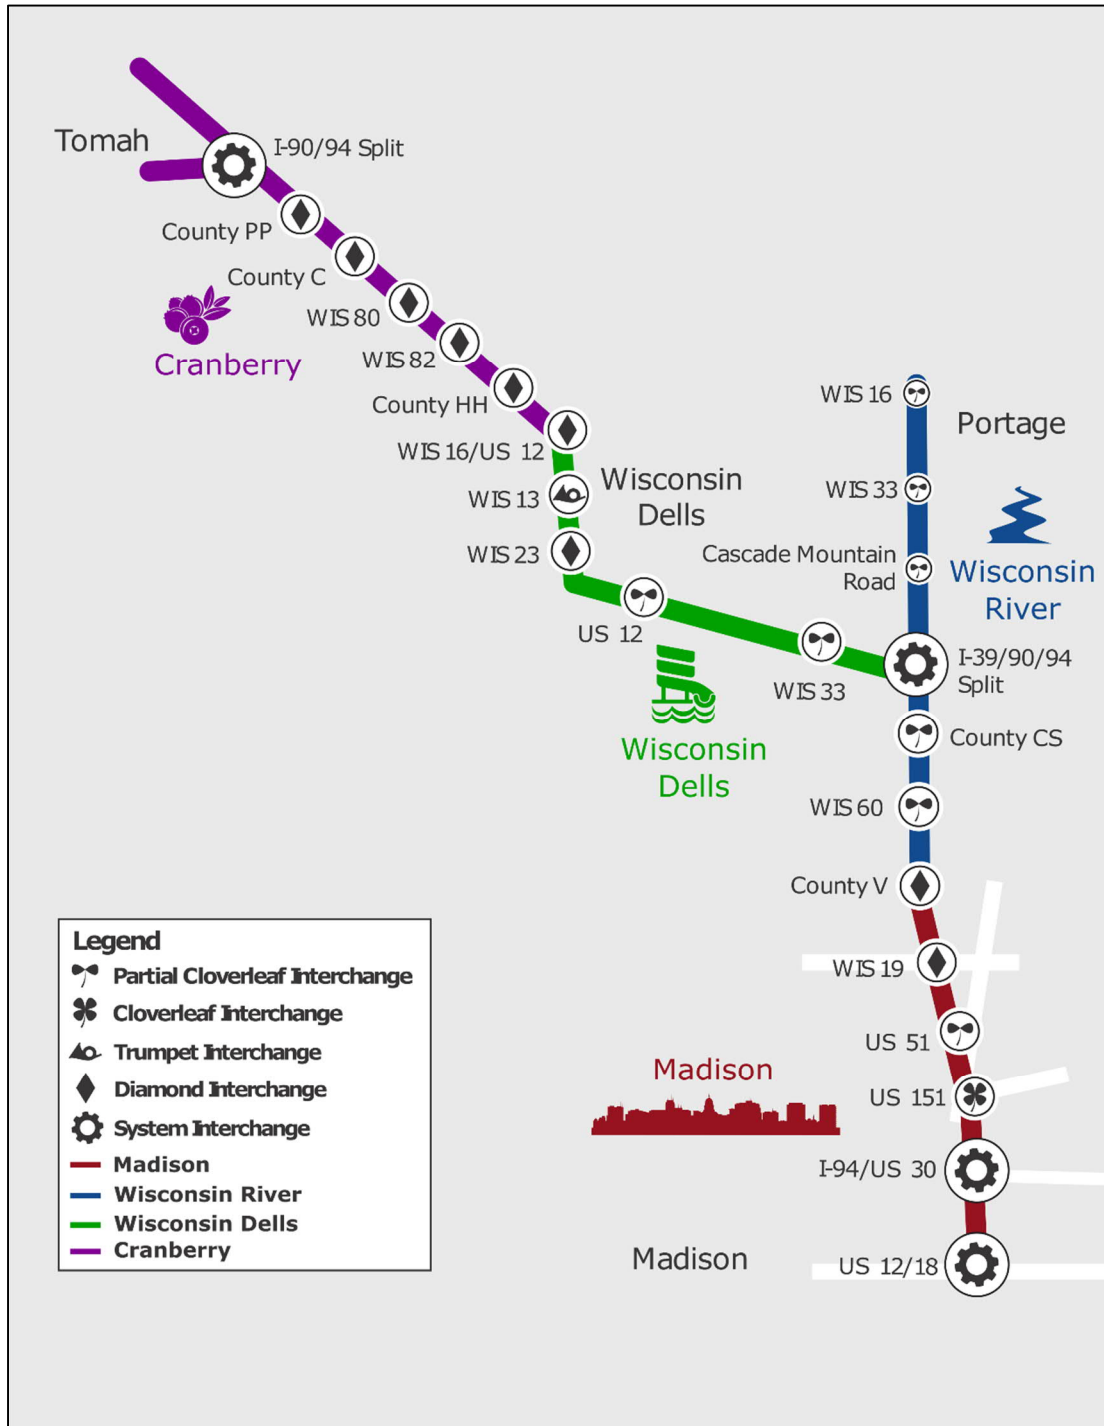 Tomah
I-90/94 Split
County PP
County C
WIS 80
Cranberry
WIS 82
County HH
WIS 16/US 12
WIS 13
Wisconsin
Dells
WIS 23
US 12
WIS 33
Wisconsin
Dells
WIS 16
Portage
WIS 33
Cascade Mountain
Road
Wisconsin
River
I-39/90/94
Split
County CS
WIS 60
County V
WIS 19
US 51
Madison
US 151
I-94/US 30
Madison
US 12/18
Legend
Partial Cloverleaf Interchange
Cloverleaf Interchange
Trumpet Interchange
Diamond Interchange
System Interchange
Madison
Wisconsin River
Wisconsin Dells
Cranberry